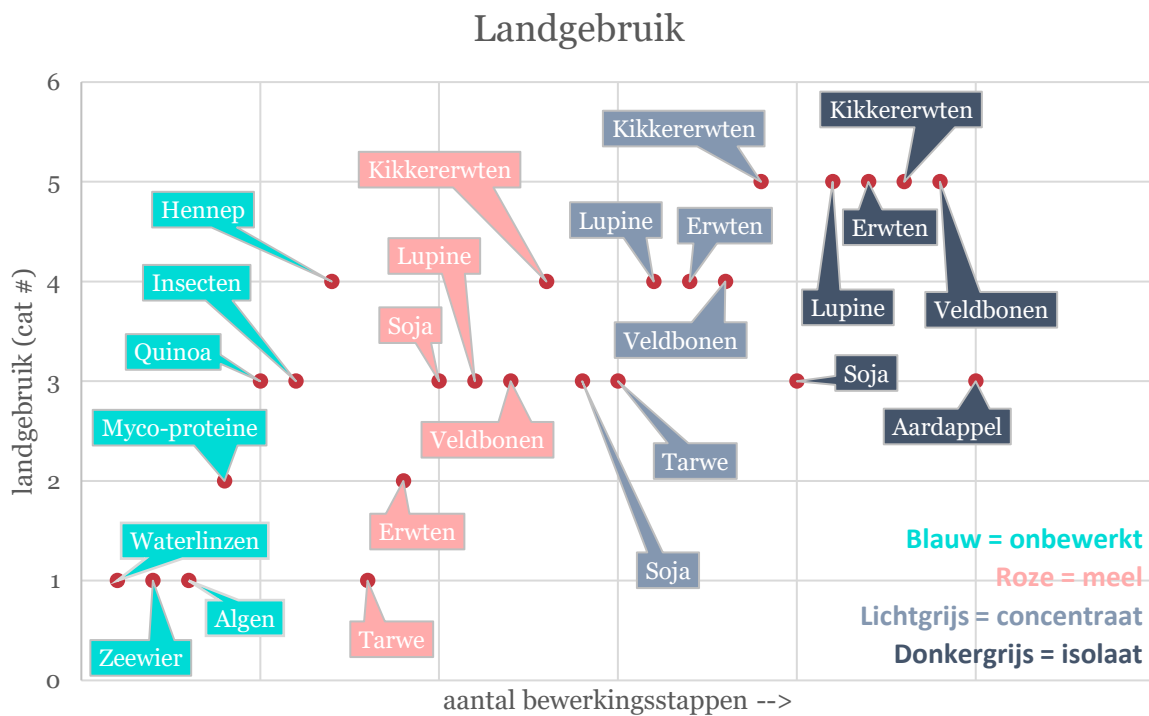 Landgebruik
landgebruik (cat #)
6
5
4
3
2
1
0
Kikkererwten
Kikkererwten
Kikkererwten
Hennep
Lupine
Erwten
Erwten
Lupine
Insecten
Lupine
Veldbonen
Soja
Veldbonen
Quinoa
Soja
Myco-proteine
Veldbonen
Aardappel
Tarwe
Erwten
Waterlinzen
Soja
Algen
Tarwe
Zeewier
Blauw = onbewerkt
Roze = meel
Lichtgrijs = concentraat
Donkergrijs = isolaat
aantal bewerkingsstappen -->